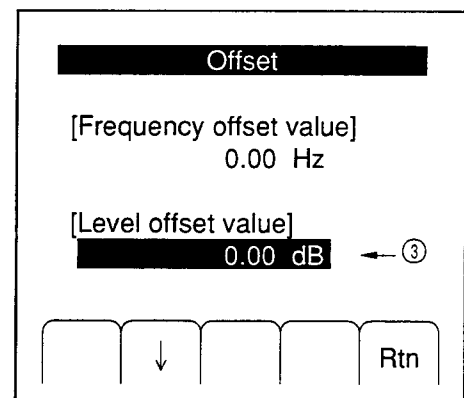 Offset
[Frequency offset value]
0.00 Hz
[Level offset value]
0.00 dB ← ③
↓ Rtn